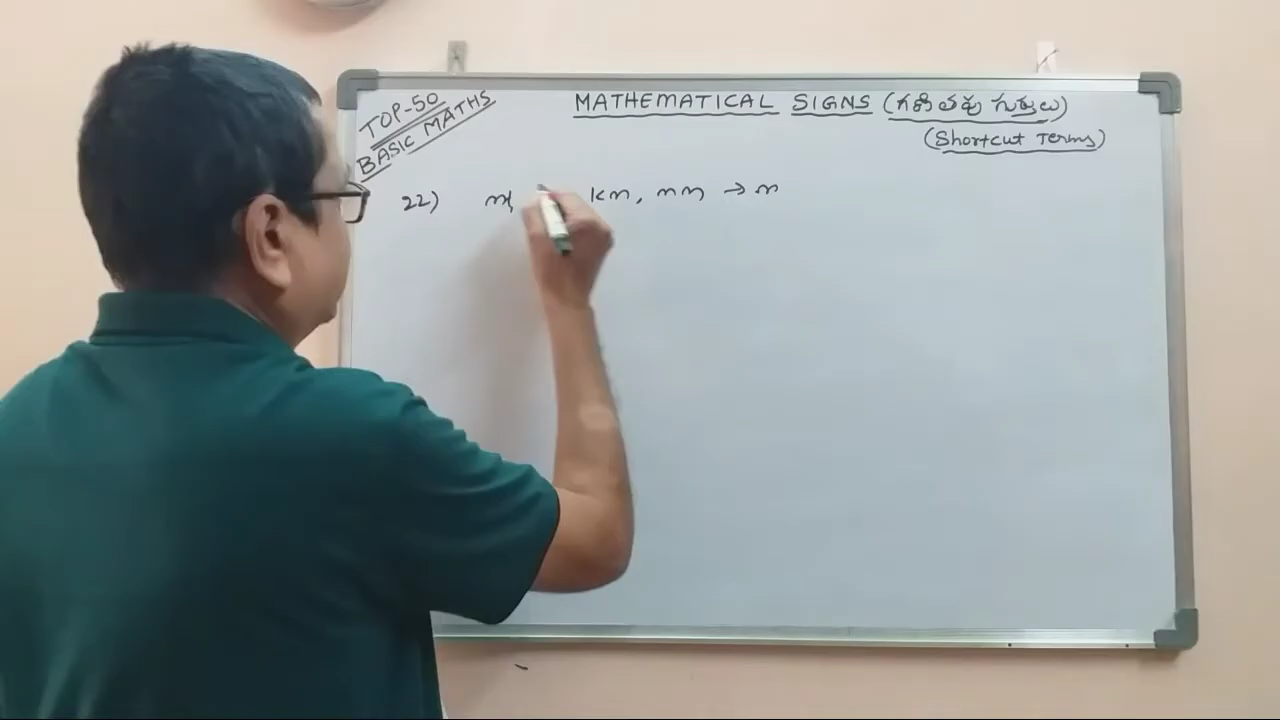 TOP-50
BASIC MATHS
MATHEMATICAL SIGNS (గణితపు గుర్తులు)
(Shortcut Terms)
22) m, km, mm → m